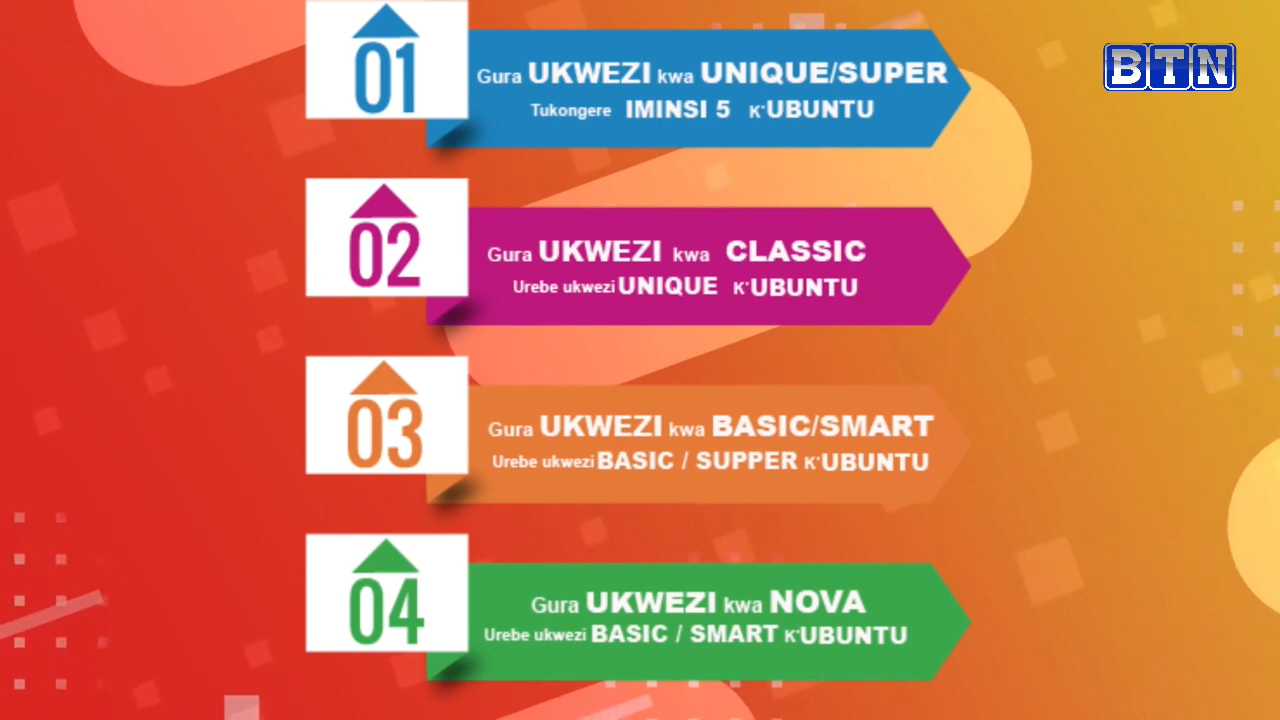 BTN
01
Gura UKWEZI kwa UNIQUE/SUPER
Tukongere IMINSI 5 K'UBUNTU
02
Gura UKWEZI kwa CLASSIC
Urebe ukwezi UNIQUE K'UBUNTU
03
Gura UKWEZI kwa BASIC/SMART
Urebe ukwezi BASIC / SUPPER K'UBUNTU
04
Gura UKWEZI kwa NOVA
Urebe ukwezi BASIC / SMART K'UBUNTU